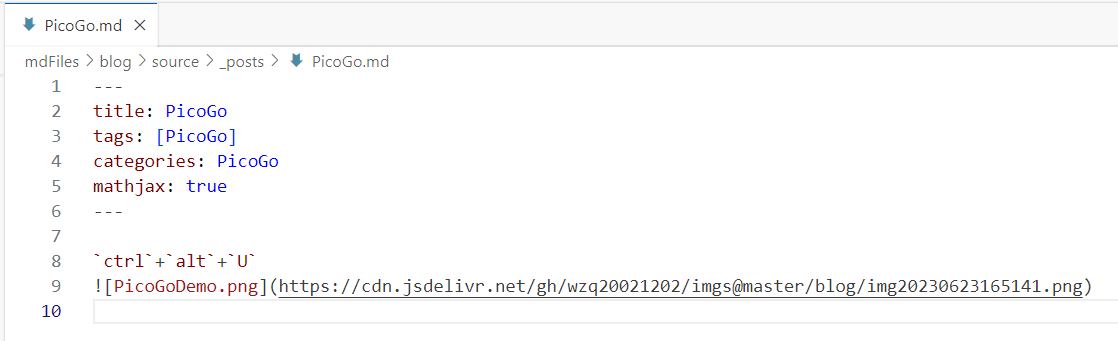 PicoGo.md
mdFiles > blog > source > _posts > PicoGo.md
1 ---
2 title: PicoGo
3 tags: [PicoGo]
4 categories: PicoGo
5 mathjax: true
6 ---
7
8 `ctrl`+`alt`+`U`
9 ![PicoGoDemo.png](https://cdn.jsdelivr.net/gh/wzq20021202/imgs@master/blog/img20230623165141.png)
10